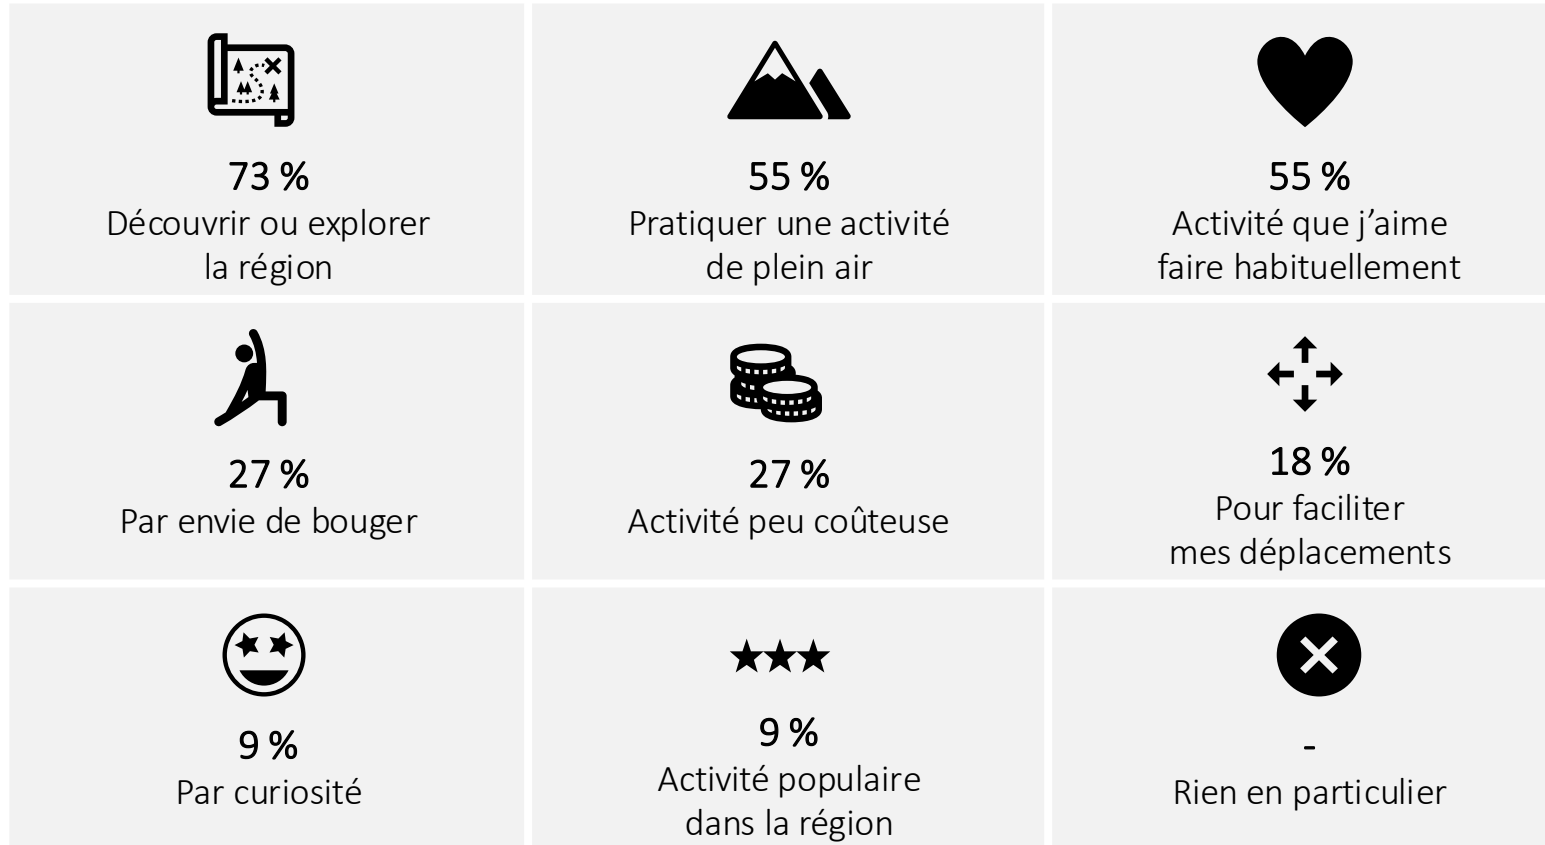 73 %
Découvrir ou explorer
la région
55 %
Pratiquer une activité
de plein air
55 %
Activité que j’aime
faire habituellement
27 %
Par envie de bouger
27 %
Activité peu coûteuse
18 %
Pour faciliter
mes déplacements
9 %
Par curiosité
9 %
Activité populaire
dans la région
-
Rien en particulier